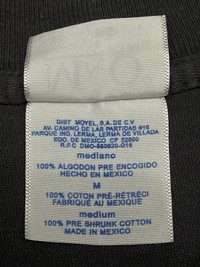 DIST MOYEL, S.A. DE C.V
AV. CAMINO DE LAS PARTIDAS #16
PARQUE IND. LERMA, LERMA DE VILLADA
EDO. DE MEXICO CP 52000
R.F.C DMO-880629-G16
mediano
100% ALGODON PRE ENCOGIDO
HECHO EN MEXICO
M
100% COTON PRÉ-RÉTRÉCI
FABRIQUÉ AU MEXIQUE
medium
100% PRE SHRUNK COTTON
MADE IN MEXICO